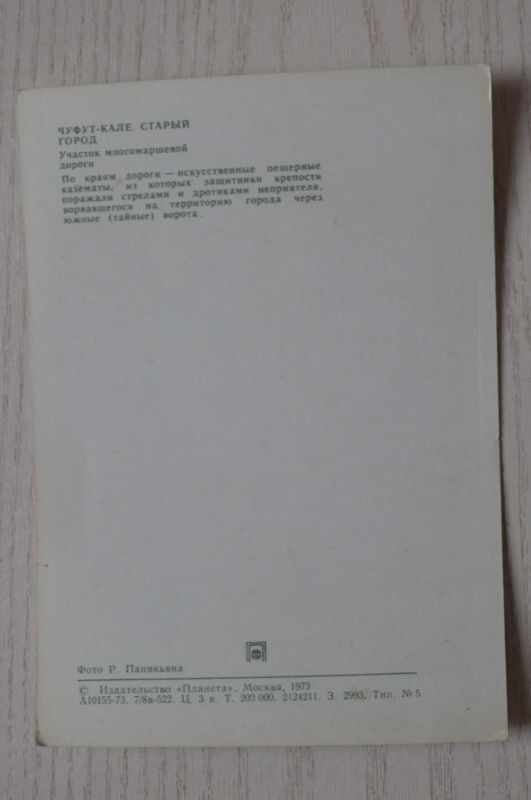 ЧУФУТ-КАЛЕ. СТАРЫЙ
ГОРОД
Участок многомаршевой
дороги
По краям дороги — искусственные пещерные
казематы, из которых защитники крепости
поражали стрелами и дротиками неприятеля,
ворвавшегося на территорию города через
южные (тайные) ворота.
Фото Р. Папикьяна
© Издательство «Планета». Москва, 1973
А10155-73. 7/8в-522. Ц. 3 к. Т. 200 000. 2124211. З. 2993. Тип. № 5